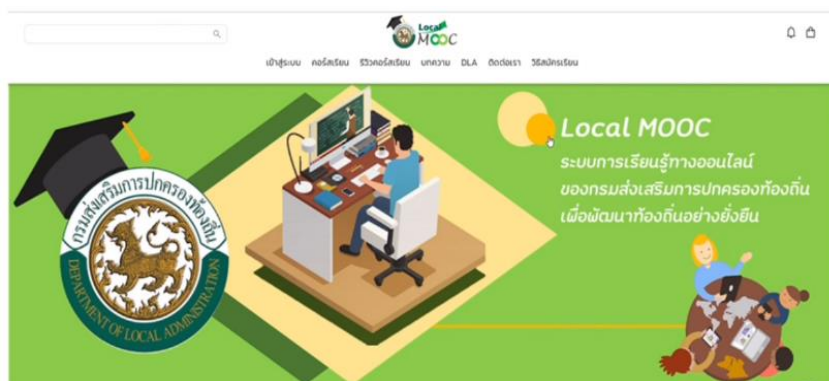 Local
MOOC
เข้าสู่ระบบ คอร์สเรียน รีวิวคอร์สเรียน บทความ DLA ติดต่อเรา วิธีสมัครเรียน
กรมส่งเสริมการปกครองท้องถิ่น
DEPARTMENT OF LOCAL ADMINISTRATION
Local MOOC
ระบบการเรียนรู้ทางออนไลน์
ของกรมส่งเสริมการปกครองท้องถิ่น
เพื่อพัฒนาท้องถิ่นอย่างยั่งยืน